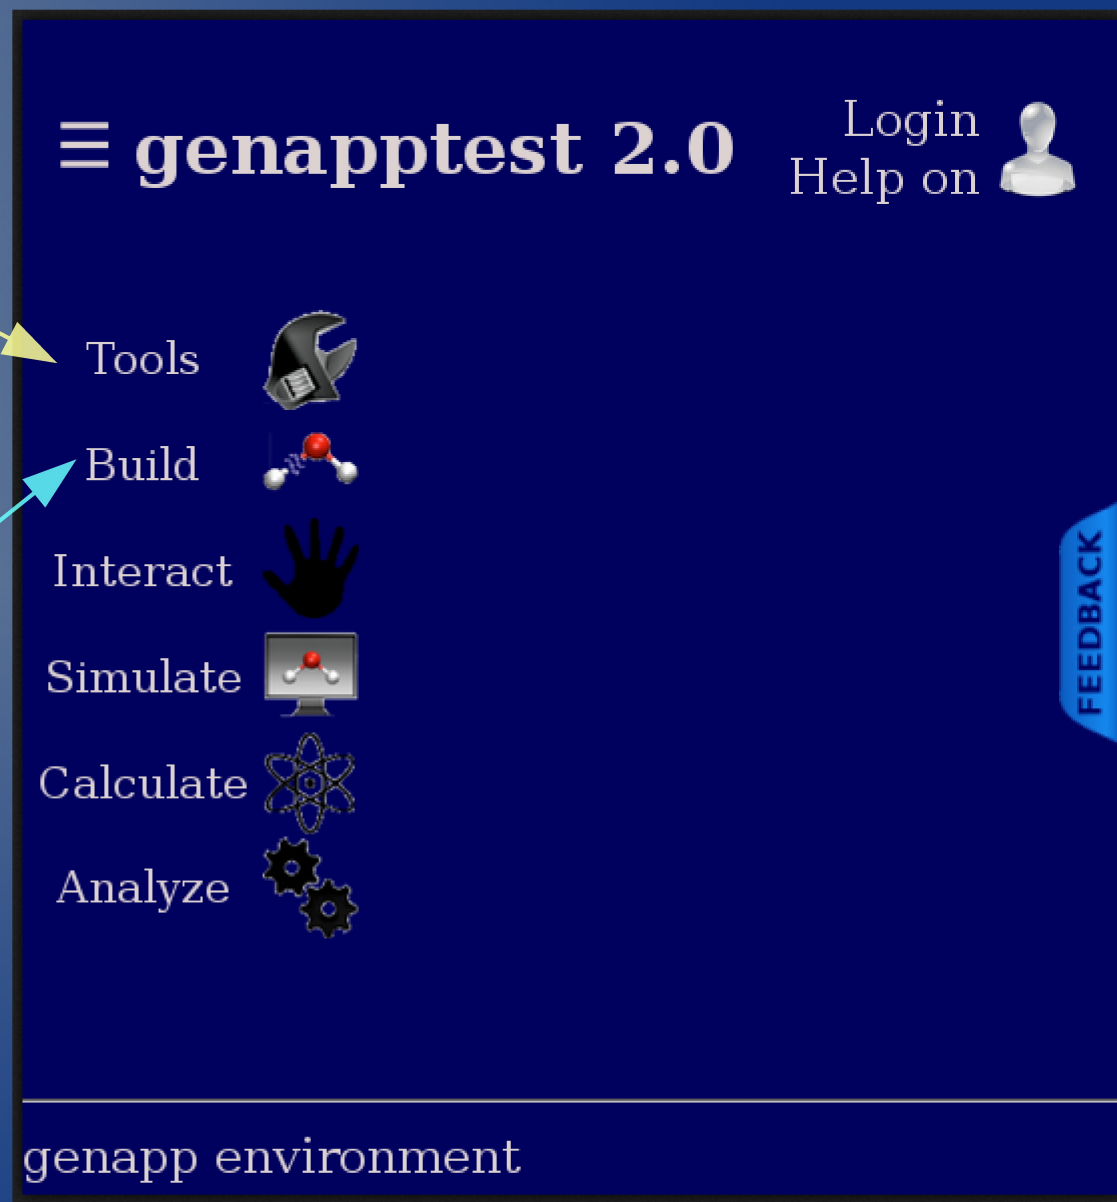 ☰ genapptest 2.0
Login
Help on
Tools
Build
Interact
Simulate
Calculate
Analyze
FEEDBACK
genapp environment